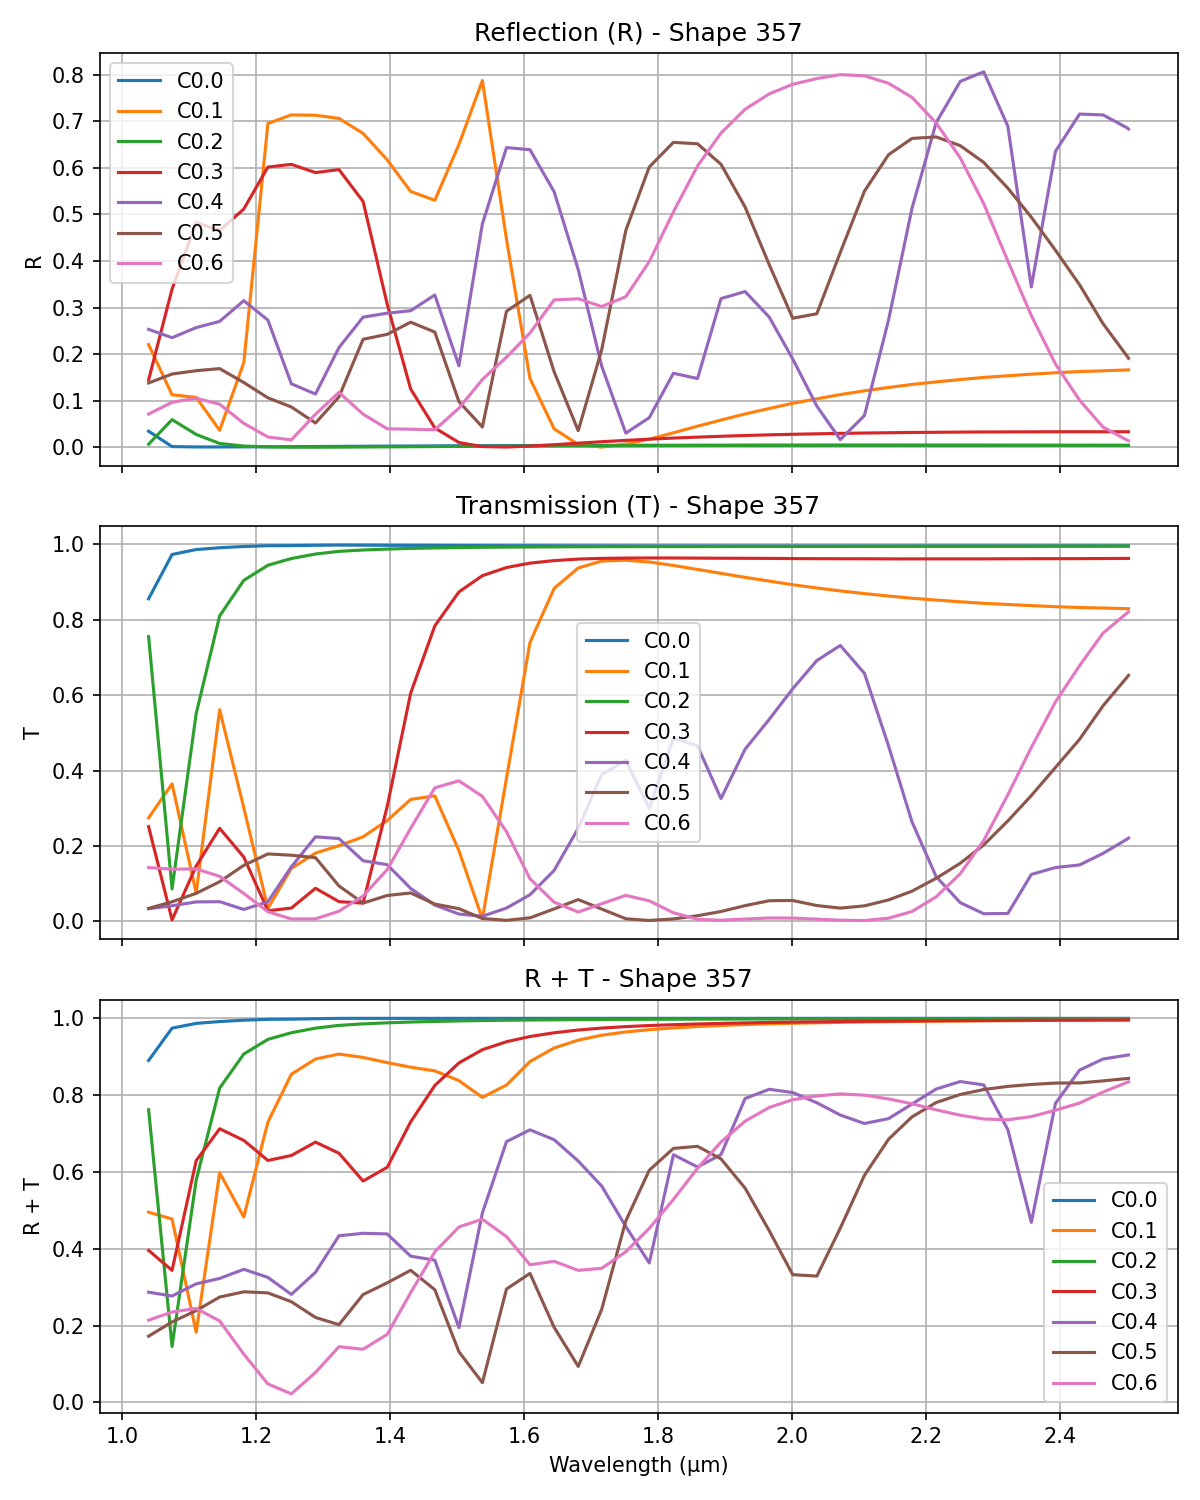 Reflection (R) - Shape 357
0.8
0.7
0.6
0.5
0.4
0.3
0.2
0.1
0.0
R
C0.0
C0.1
C0.2
C0.3
C0.4
C0.5
C0.6
Transmission (T) - Shape 357
1.0
0.8
0.6
0.4
0.2
0.0
T
C0.0
C0.1
C0.2
C0.3
C0.4
C0.5
C0.6
R + T - Shape 357
1.0
0.8
0.6
0.4
0.2
0.0
R + T
C0.0
C0.1
C0.2
C0.3
C0.4
C0.5
C0.6
1.0 1.2 1.4 1.6 1.8 2.0 2.2 2.4
Wavelength (μm)